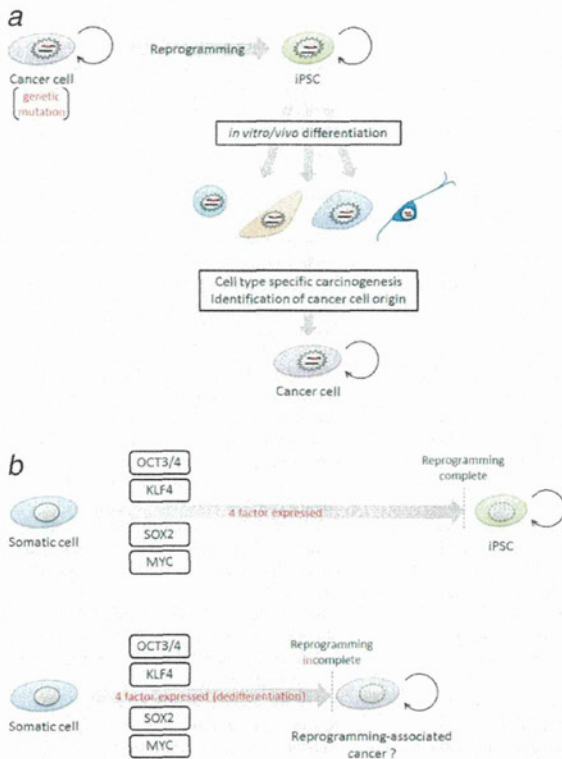 a
Reprogramming
Cancer cell
iPSC
genetic
mutation
in vitro/vivo differentiation
Cell type specific carcinogenesis
Identification of cancer cell origin
Cancer cell
b
OCT3/4
KLF4
Reprogramming
complete
4 factor expressed
Somatic cell
SOX2
MYC
iPSC
OCT3/4
KLF4
Reprogramming
incomplete
4 factor expressed (dedifferentiation)
Somatic cell
SOX2
MYC
Reprogramming-associated
cancer ?